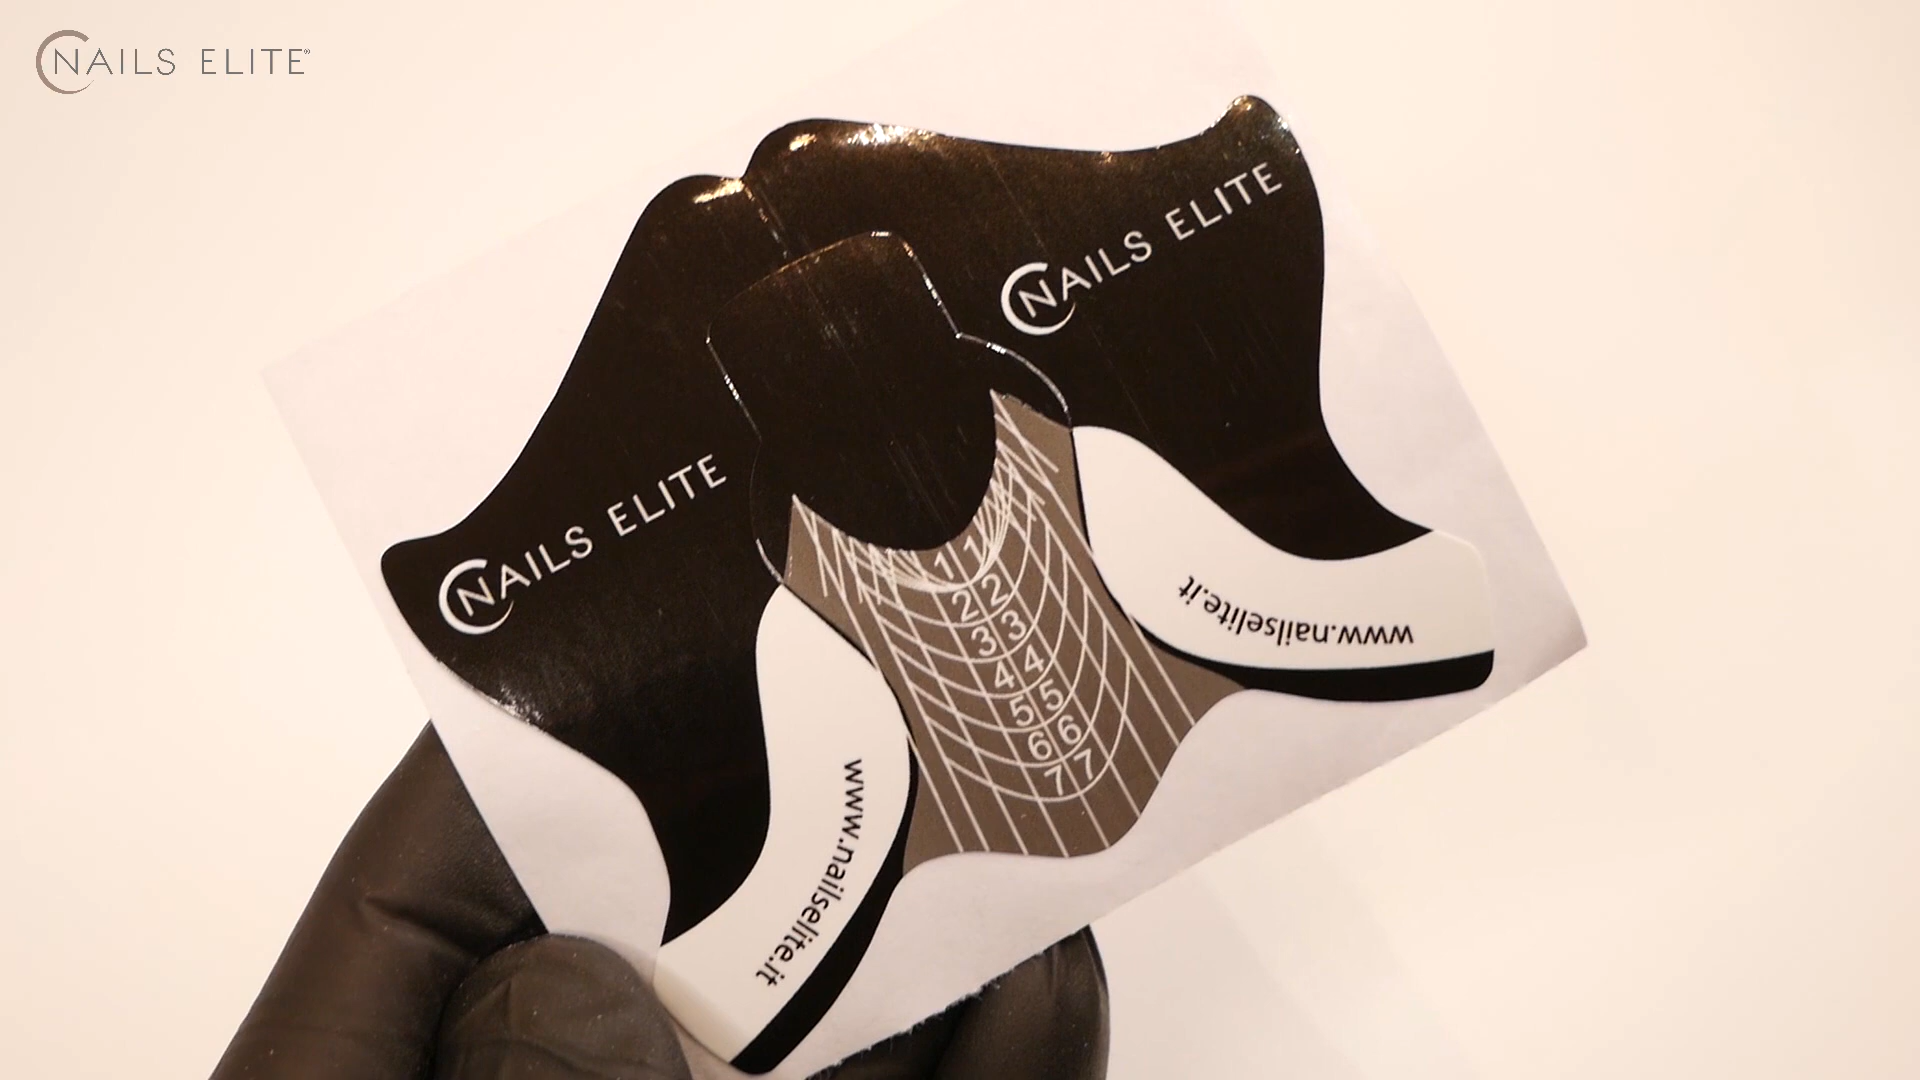 NAILS ELITE®
NAILS ELITE
NAILS ELITE
1 1
2 2
3 3
4 4
5 5
6 6
7 7
www.nailselite.it
www.nailselite.it